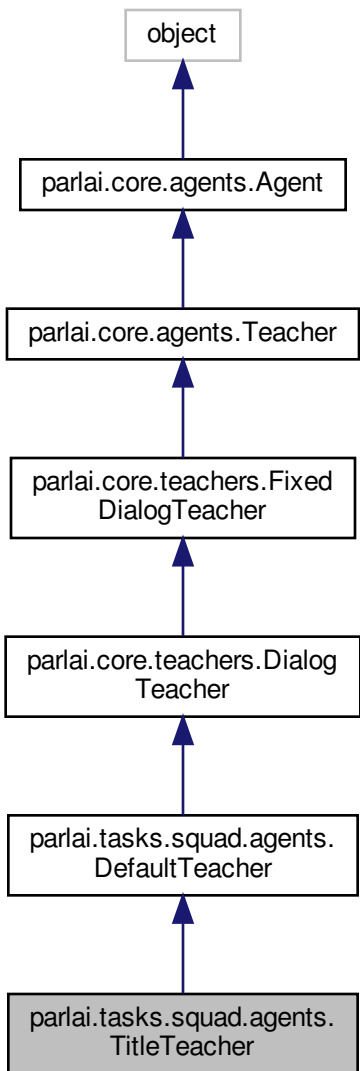 object
parlai.core.agents.Agent
parlai.core.agents.Teacher
parlai.core.teachers.Fixed
DialogTeacher
parlai.core.teachers.Dialog
Teacher
parlai.tasks.squad.agents.
DefaultTeacher
parlai.tasks.squad.agents.
TitleTeacher